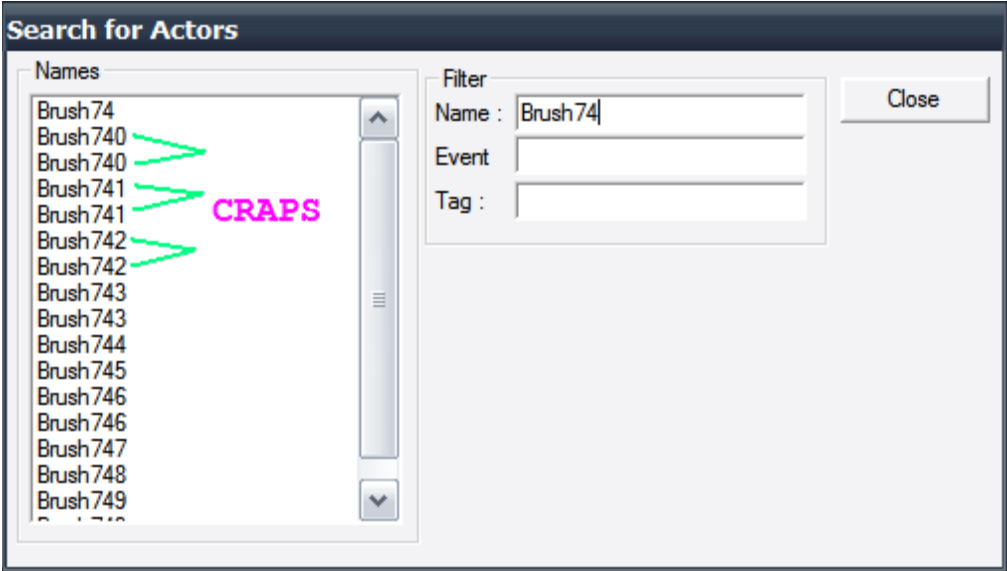 Search for Actors
Names
Brush74
Brush740
Brush740
Brush741
Brush741
Brush742
Brush742
Brush743
Brush743
Brush744
Brush745
Brush746
Brush746
Brush747
Brush748
Brush749
CRAPS
Filter
Name : Brush74
Event
Tag :
Close